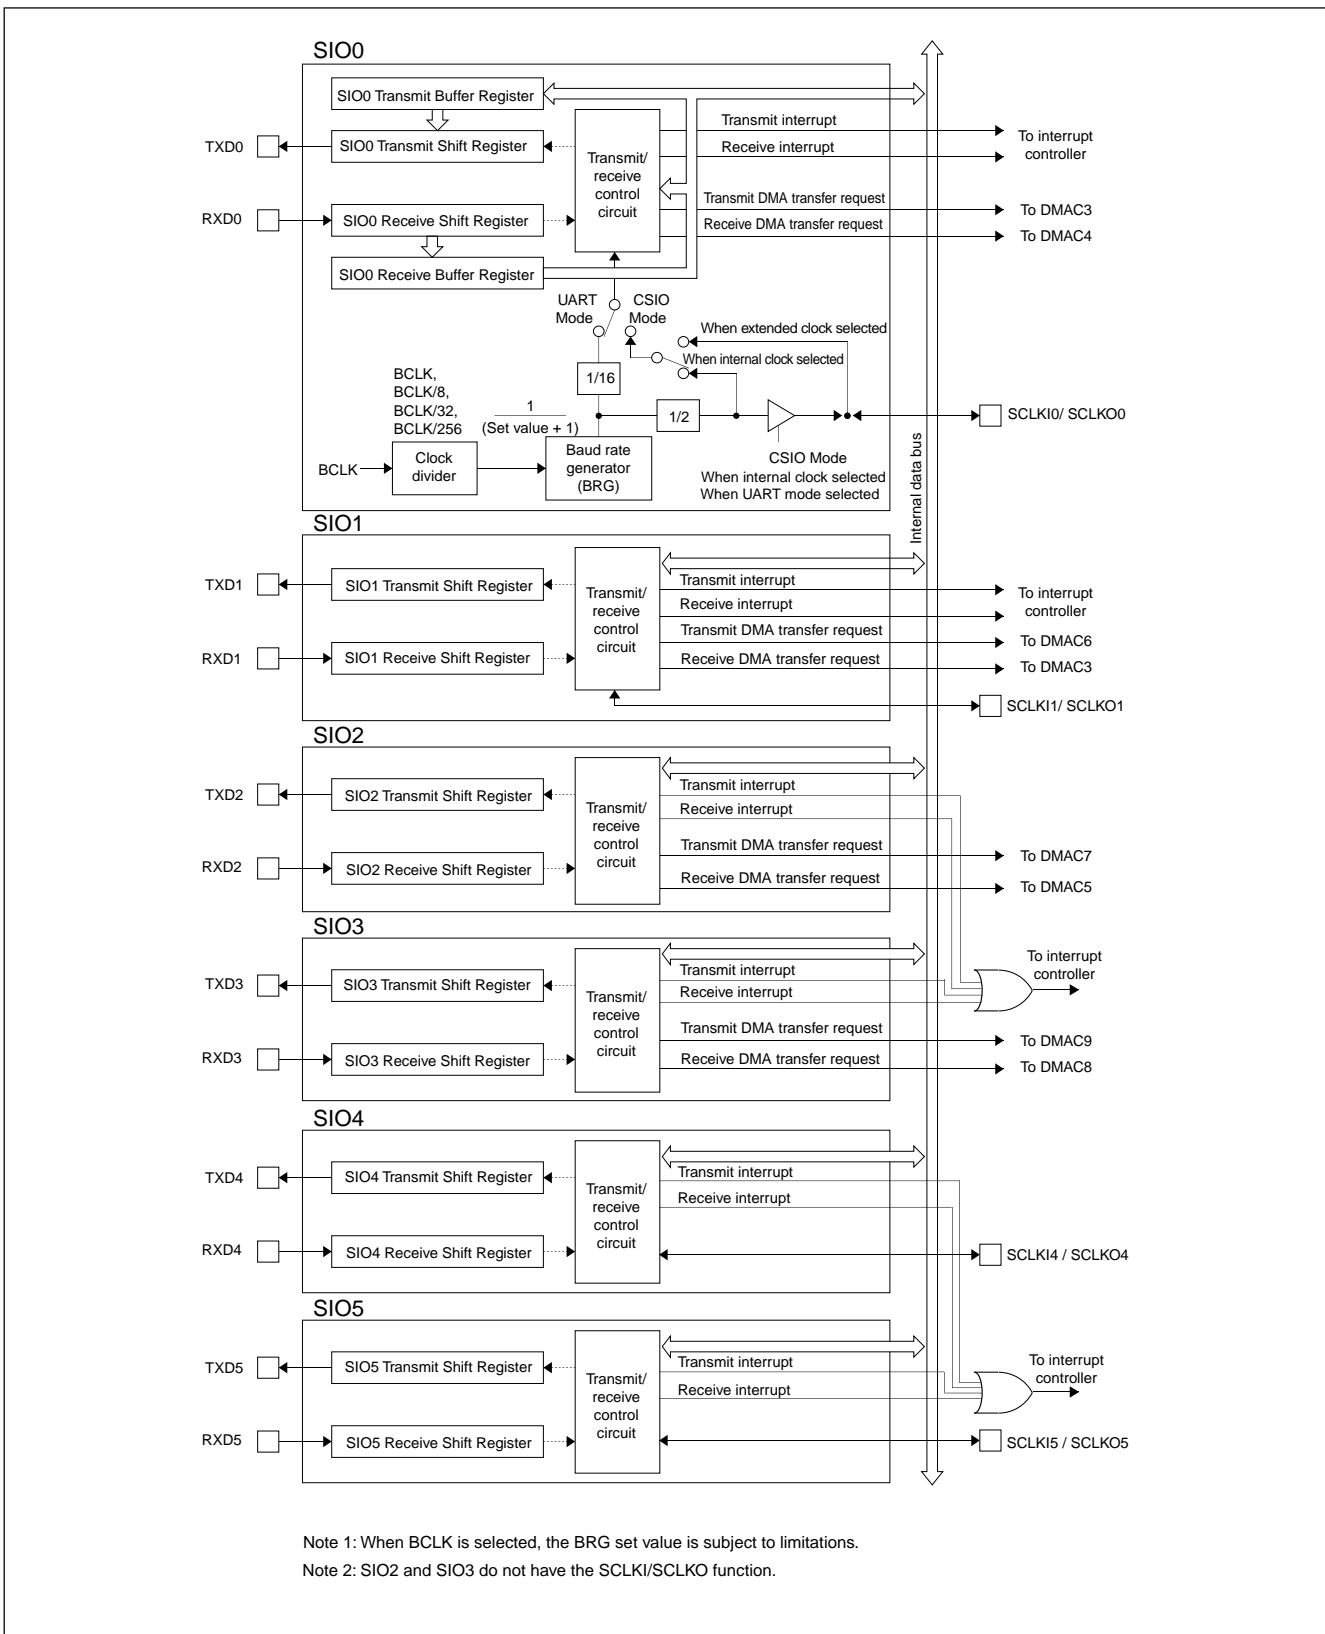 SIO0
SIO0 Transmit Buffer Register
TXD0
SIO0 Transmit Shift Register
RXD0
SIO0 Receive Shift Register
SIO0 Receive Buffer Register
Transmit/
receive
control
circuit
Transmit interrupt
Receive interrupt
To interrupt
controller
Transmit DMA transfer request
To DMAC3
Receive DMA transfer request
To DMAC4
UART
Mode
CSIO
Mode
When extended clock selected
When internal clock selected
1/16
BCLK,
BCLK/8,
BCLK/32,
BCLK/256
1
(Set value + 1)
1/2
SCLKI0/ SCLKO0
BCLK
Clock
divider
Baud rate
generator
(BRG)
CSIO Mode
When internal clock selected
When UART mode selected
Internal data bus
SIO1
TXD1
SIO1 Transmit Shift Register
RXD1
SIO1 Receive Shift Register
Transmit/
receive
control
circuit
Transmit interrupt
Receive interrupt
To interrupt
controller
Transmit DMA transfer request
To DMAC6
Receive DMA transfer request
To DMAC3
SCLKI1/ SCLKO1
SIO2
TXD2
SIO2 Transmit Shift Register
RXD2
SIO2 Receive Shift Register
Transmit/
receive
control
circuit
Transmit interrupt
Receive interrupt
Transmit DMA transfer request
To DMAC7
Receive DMA transfer request
To DMAC5
SIO3
TXD3
SIO3 Transmit Shift Register
RXD3
SIO3 Receive Shift Register
Transmit/
receive
control
circuit
Transmit interrupt
Receive interrupt
To interrupt
controller
Transmit DMA transfer request
To DMAC9
Receive DMA transfer request
To DMAC8
SIO4
TXD4
SIO4 Transmit Shift Register
RXD4
SIO4 Receive Shift Register
Transmit/
receive
control
circuit
Transmit interrupt
Receive interrupt
SCLKI4 / SCLKO4
SIO5
TXD5
SIO5 Transmit Shift Register
RXD5
SIO5 Receive Shift Register
Transmit/
receive
control
circuit
Transmit interrupt
Receive interrupt
To interrupt
controller
SCLKI5 / SCLKO5
Note 1: When BCLK is selected, the BRG set value is subject to limitations.
Note 2: SIO2 and SIO3 do not have the SCLKI/SCLKO function.